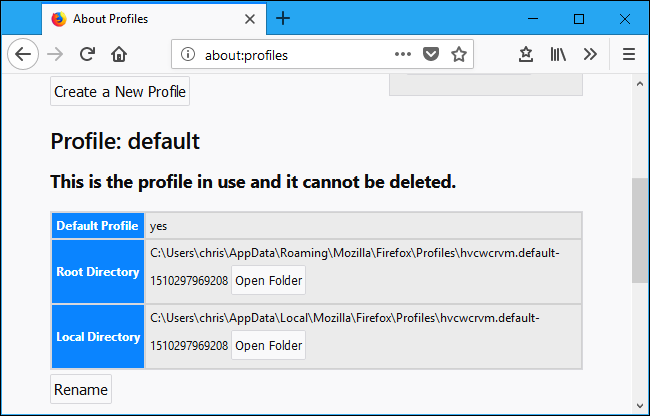 About Profiles
about:profiles
Create a New Profile
Profile: default
This is the profile in use and it cannot be deleted.
Default Profile yes
Root Directory C:\Users\chris\AppData\Roaming\Mozilla\Firefox\Profiles\hvcwcrvm.default-
1510297969208 Open Folder
Local Directory C:\Users\chris\AppData\Local\Mozilla\Firefox\Profiles\hvcwcrvm.default-
1510297969208 Open Folder
Rename